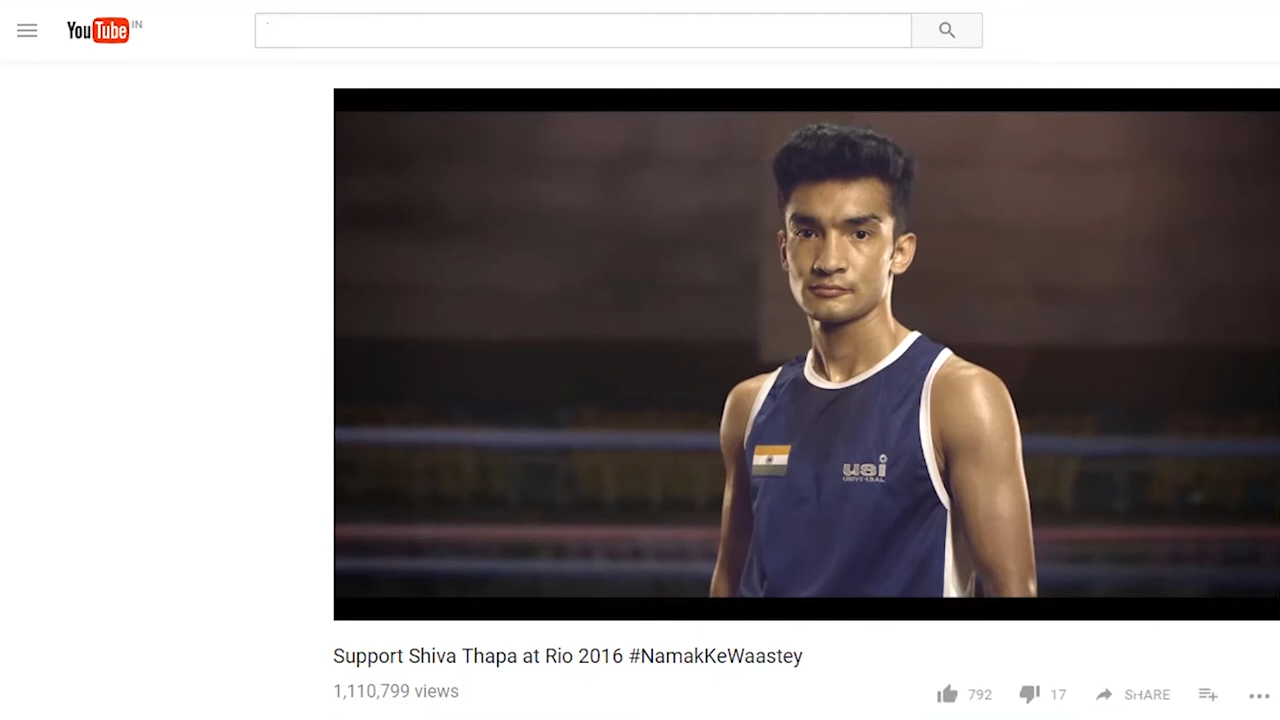 YouTube IN
usi
UNIVERSAL
Support Shiva Thapa at Rio 2016 #NamakKeWaastey
1,110,799 views
792 17 SHARE